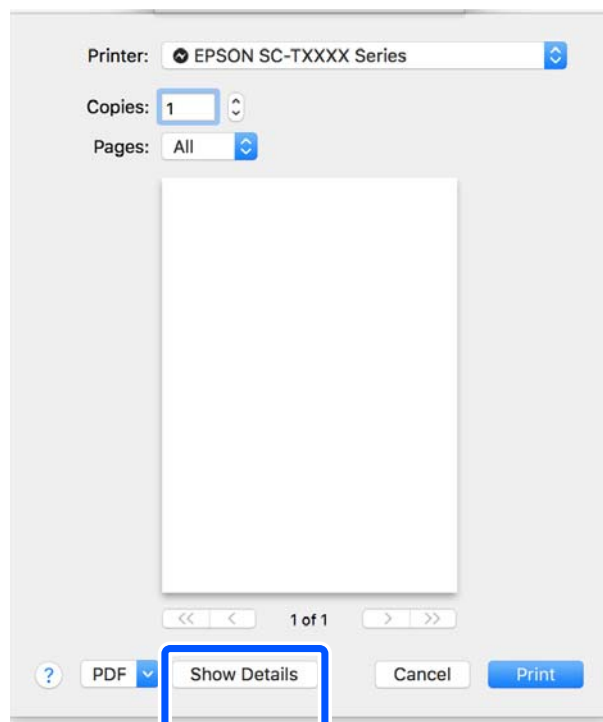 Printer: EPSON SC-TXXXX Series
Copies: 1
Pages: All
<< < 1 of 1 > >>
? PDF Show Details Cancel Print